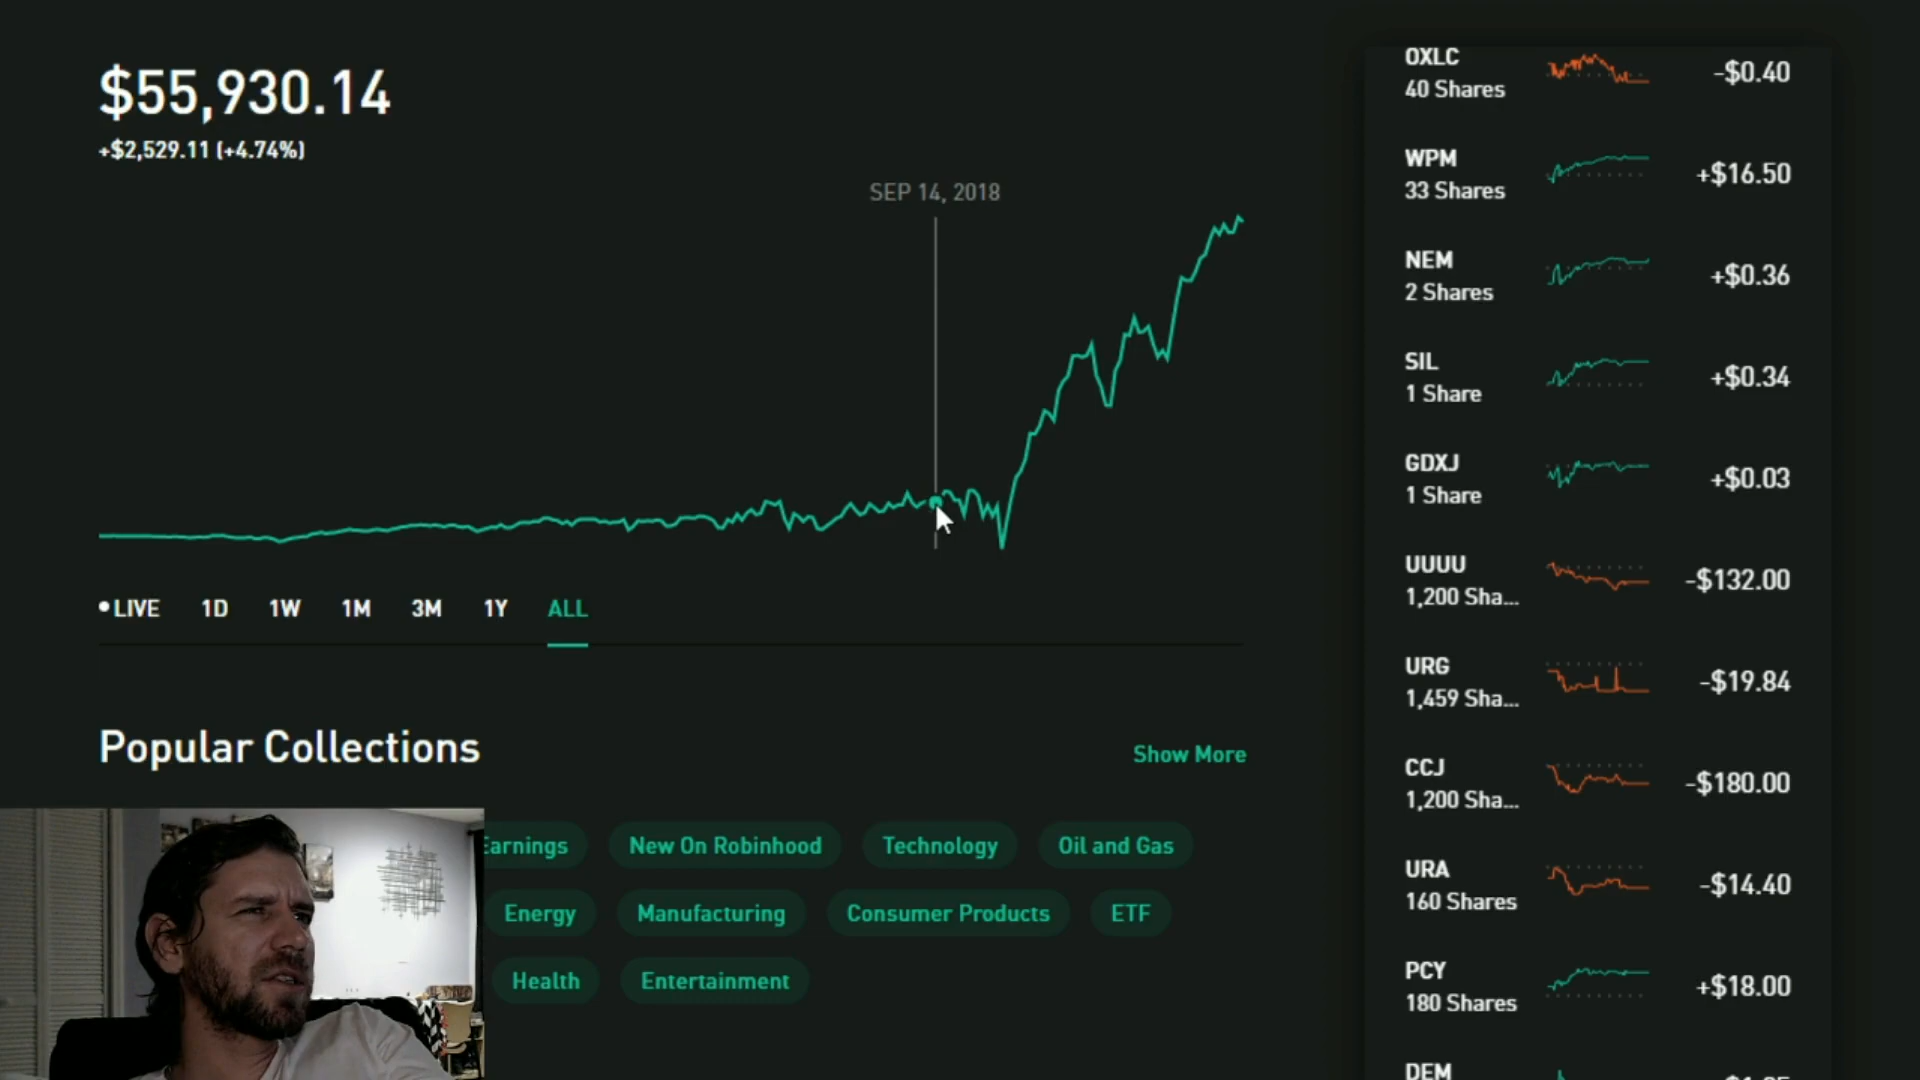 $55,930.14
+$2,529.11 (+4.74%)
SEP 14, 2018
LIVE 1D 1W 1M 3M 1Y ALL
Popular Collections
Show More
Earnings New On Robinhood Technology Oil and Gas
Energy Manufacturing Consumer Products ETF
Health Entertainment
OXLC
40 Shares
-$0.40
WPM
33 Shares
+$16.50
NEM
2 Shares
+$0.36
SIL
1 Share
+$0.34
GDXJ
1 Share
+$0.03
UUUU
1,200 Sha...
-$132.00
URG
1,459 Sha...
-$19.84
CCJ
1,200 Sha...
-$180.00
URA
160 Shares
-$14.40
PCY
180 Shares
+$18.00
DEM